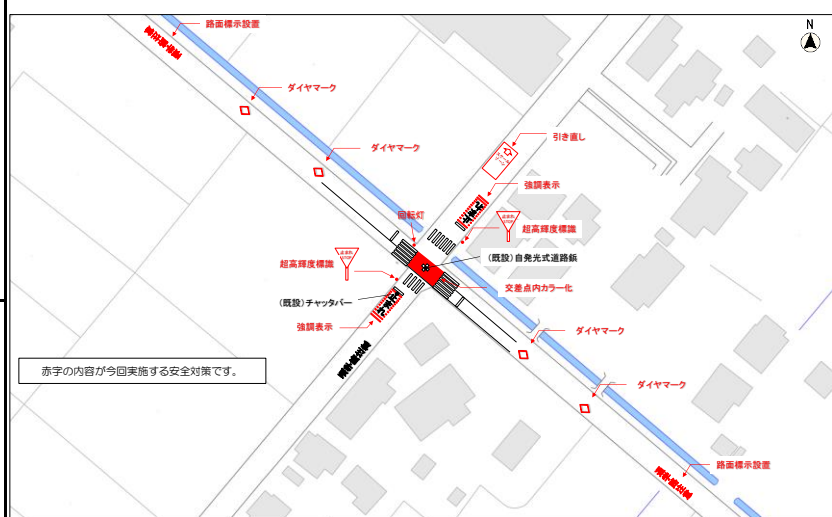 路面標示設置
N
ダイヤマーク
ダイヤマーク
引き直し
強調表示
回転灯
超高輝度標識
超高輝度標識
(既設)自発光式道路鋲
交差点内カラー化
(既設)チャッタバー
強調表示
ダイヤマーク
赤字の内容が今回実施する安全対策です。
ダイヤマーク
路面標示設置